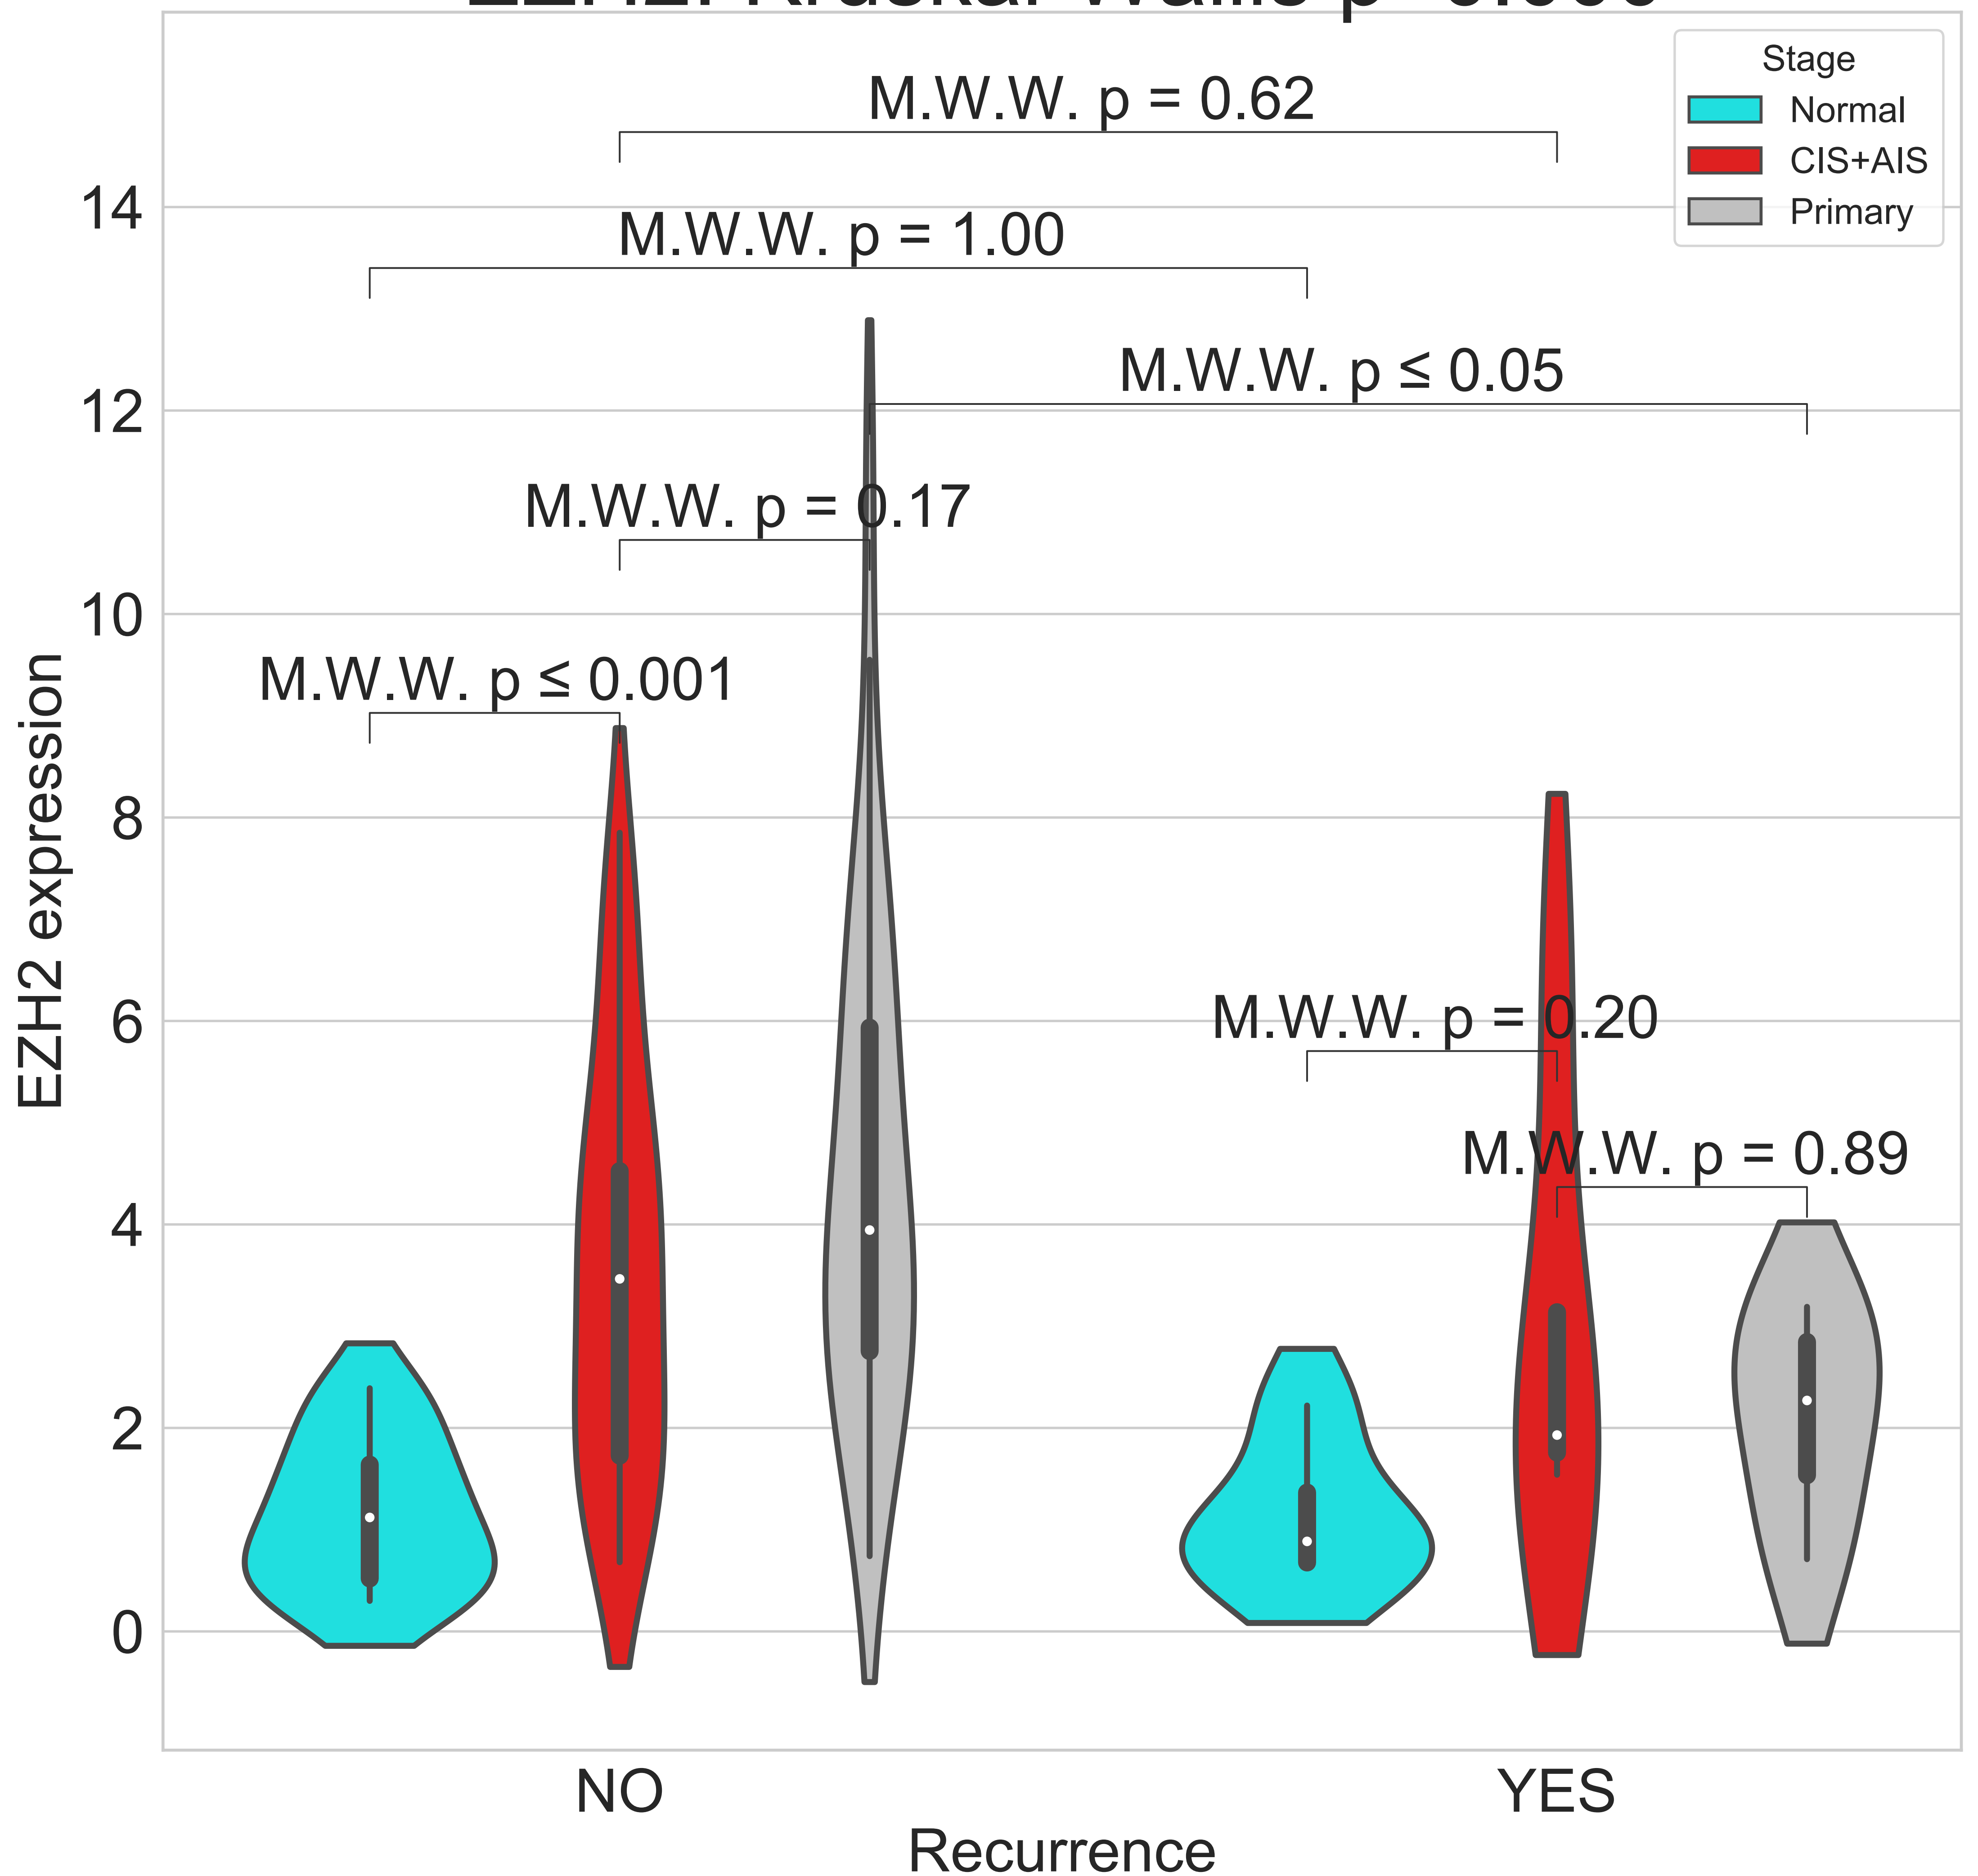 Stage
Normal
CIS+AIS
Primary
M.W.W. p = 0.62
M.W.W. p = 1.00
M.W.W. p ≤ 0.05
M.W.W. p = 0.17
M.W.W. p ≤ 0.001
M.W.W. p = 0.20
M.W.W. p = 0.89
14
12
10
8
6
4
2
0
EZH2 expression
NO
YES
Recurrence